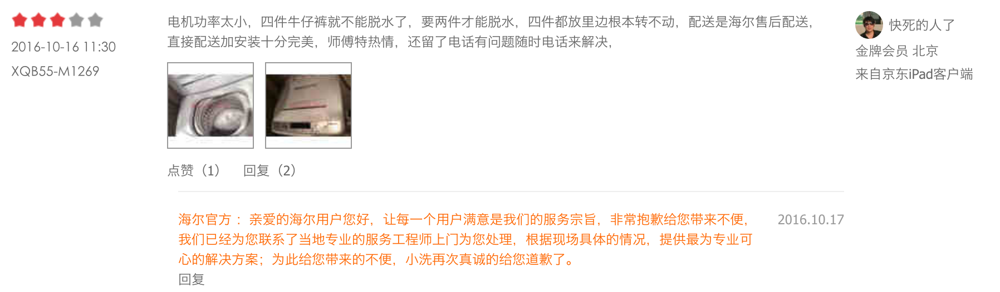 2016-10-16 11:30
XQB55-M1269
电机功率太小，四件牛仔裤就不能脱水了，要两件才能脱水，四件都放里边根本转不动，配送是海尔售后配送，
直接配送加安装十分完美，师傅特热情，还留了电话有问题随时电话来解决，
点赞（1） 回复（2）
快死的人了
金牌会员 北京
来自京东iPad客户端
海尔官方 ：亲爱的海尔用户您好，让每一个用户满意是我们的服务宗旨，非常抱歉给您带来不便，
我们已经为您联系了当地专业的服务工程师上门为您处理，根据现场具体的情况，提供最为专业可
心的解决方案；为此给您带来的不便，小洗再次真诚的给您道歉了。
2016.10.17
回复